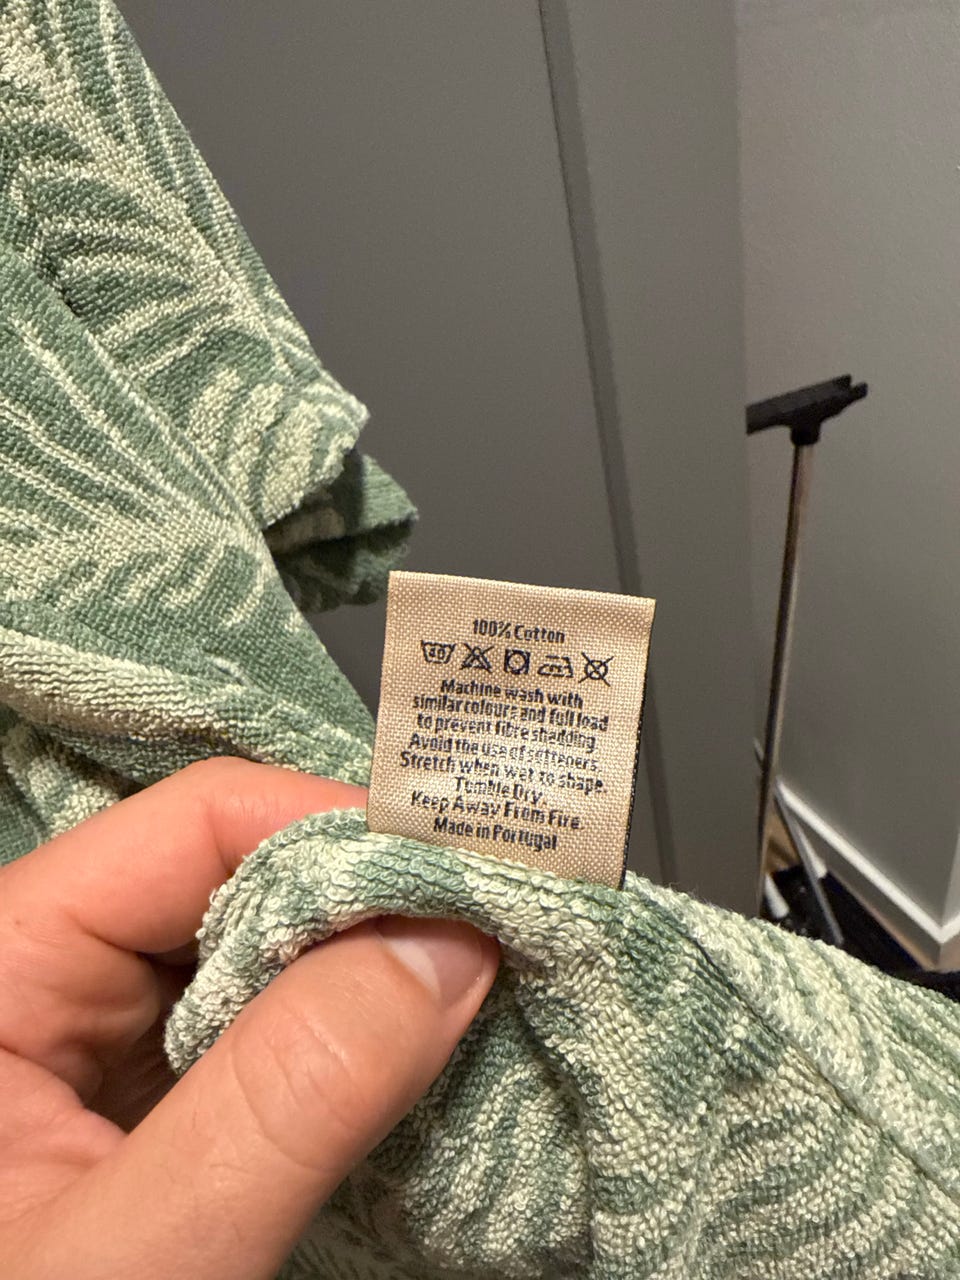 100% Cotton
40
Machine wash with
similar colours and full load
to prevent fibre shedding.
Avoid the use of softeners.
Stretch when wet to shape.
Tumble Dry.
Keep Away From Fire.
Made in Portugal